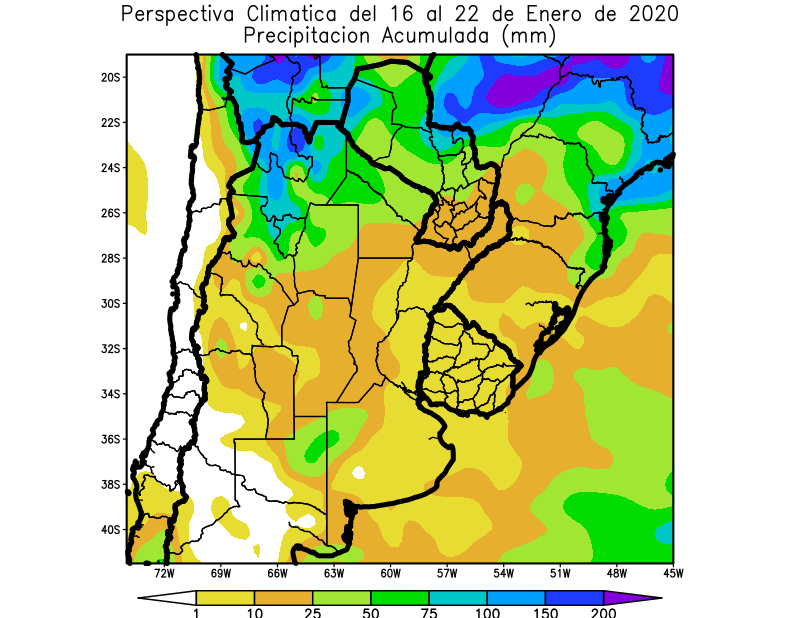 Perspectiva Climatica del 16 al 22 de Enero de 2020
Precipitacion Acumulada (mm)
20S
22S
24S
26S
28S
30S
32S
34S
36S
38S
40S
72W 69W 66W 63W 60W 57W 54W 51W 48W 45W
1 10 25 50 75 100 150 200